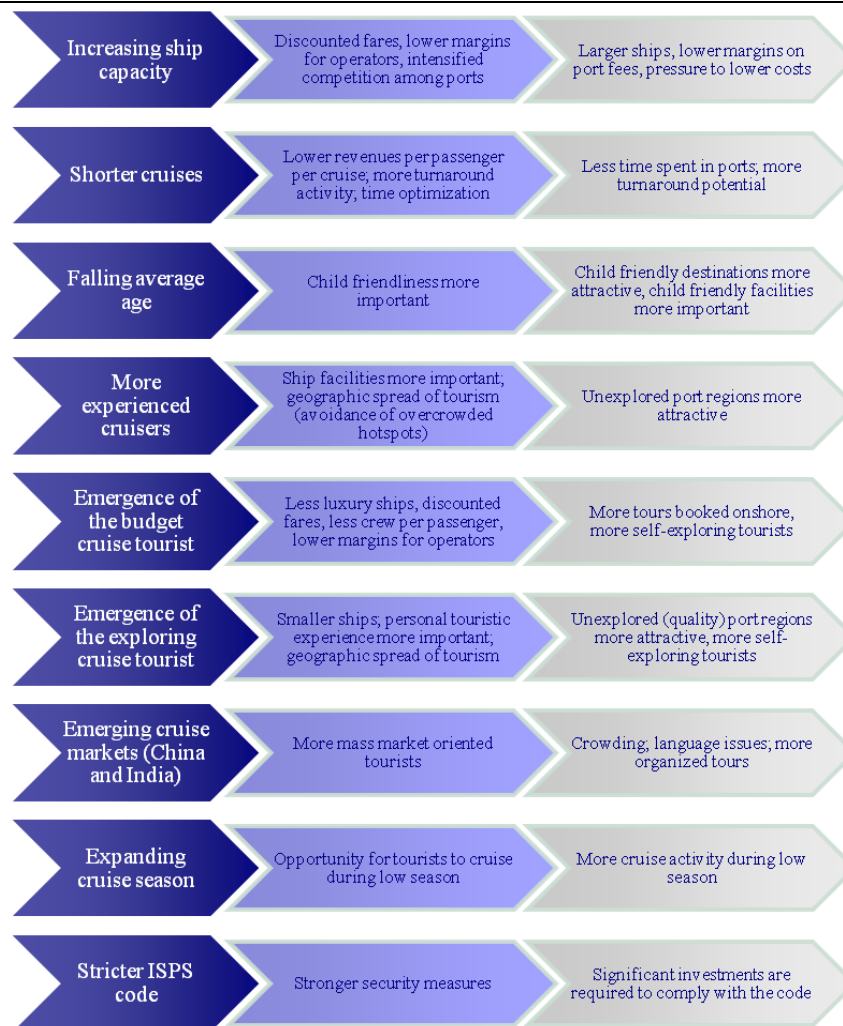 Increasing ship
capacity
Discounted fares, lower margins
for operators, intensified
competition among ports
Larger ships, lower margins on
port fees, pressure to lower costs
Shorter cruises
Lower revenues per passenger
per cruise; more turnaround
activity; time optimization
Less time spent in ports; more
turnaround potential
Falling average
age
Child friendliness more
important
Child friendly destinations more
attractive, child friendly facilities
more important
More
experienced
cruisers
Ship facilities more important;
geographic spread of tourism
(avoidance of overcrowded
hotspots)
Unexplored port regions more
attractive
Emergence of
the budget
cruise tourist
Less luxury ships, discounted
fares, less crew per passenger,
lower margins for operators
More tours booked onshore,
more self-exploring tourists
Emergence of
the exploring
cruise tourist
Smaller ships; personal touristic
experience more important;
geographic spread of tourism
Unexplored (quality) port regions
more attractive, more self-
exploring tourists
Emerging cruise
markets (China
and India)
More mass market oriented
tourists
Crowding; language issues; more
organized tours
Expanding
cruise season
Opportunity for tourists to cruise
during low season
More cruise activity during low
season
Stricter ISPS
code
Stronger security measures
Significant investments are
required to comply with the code